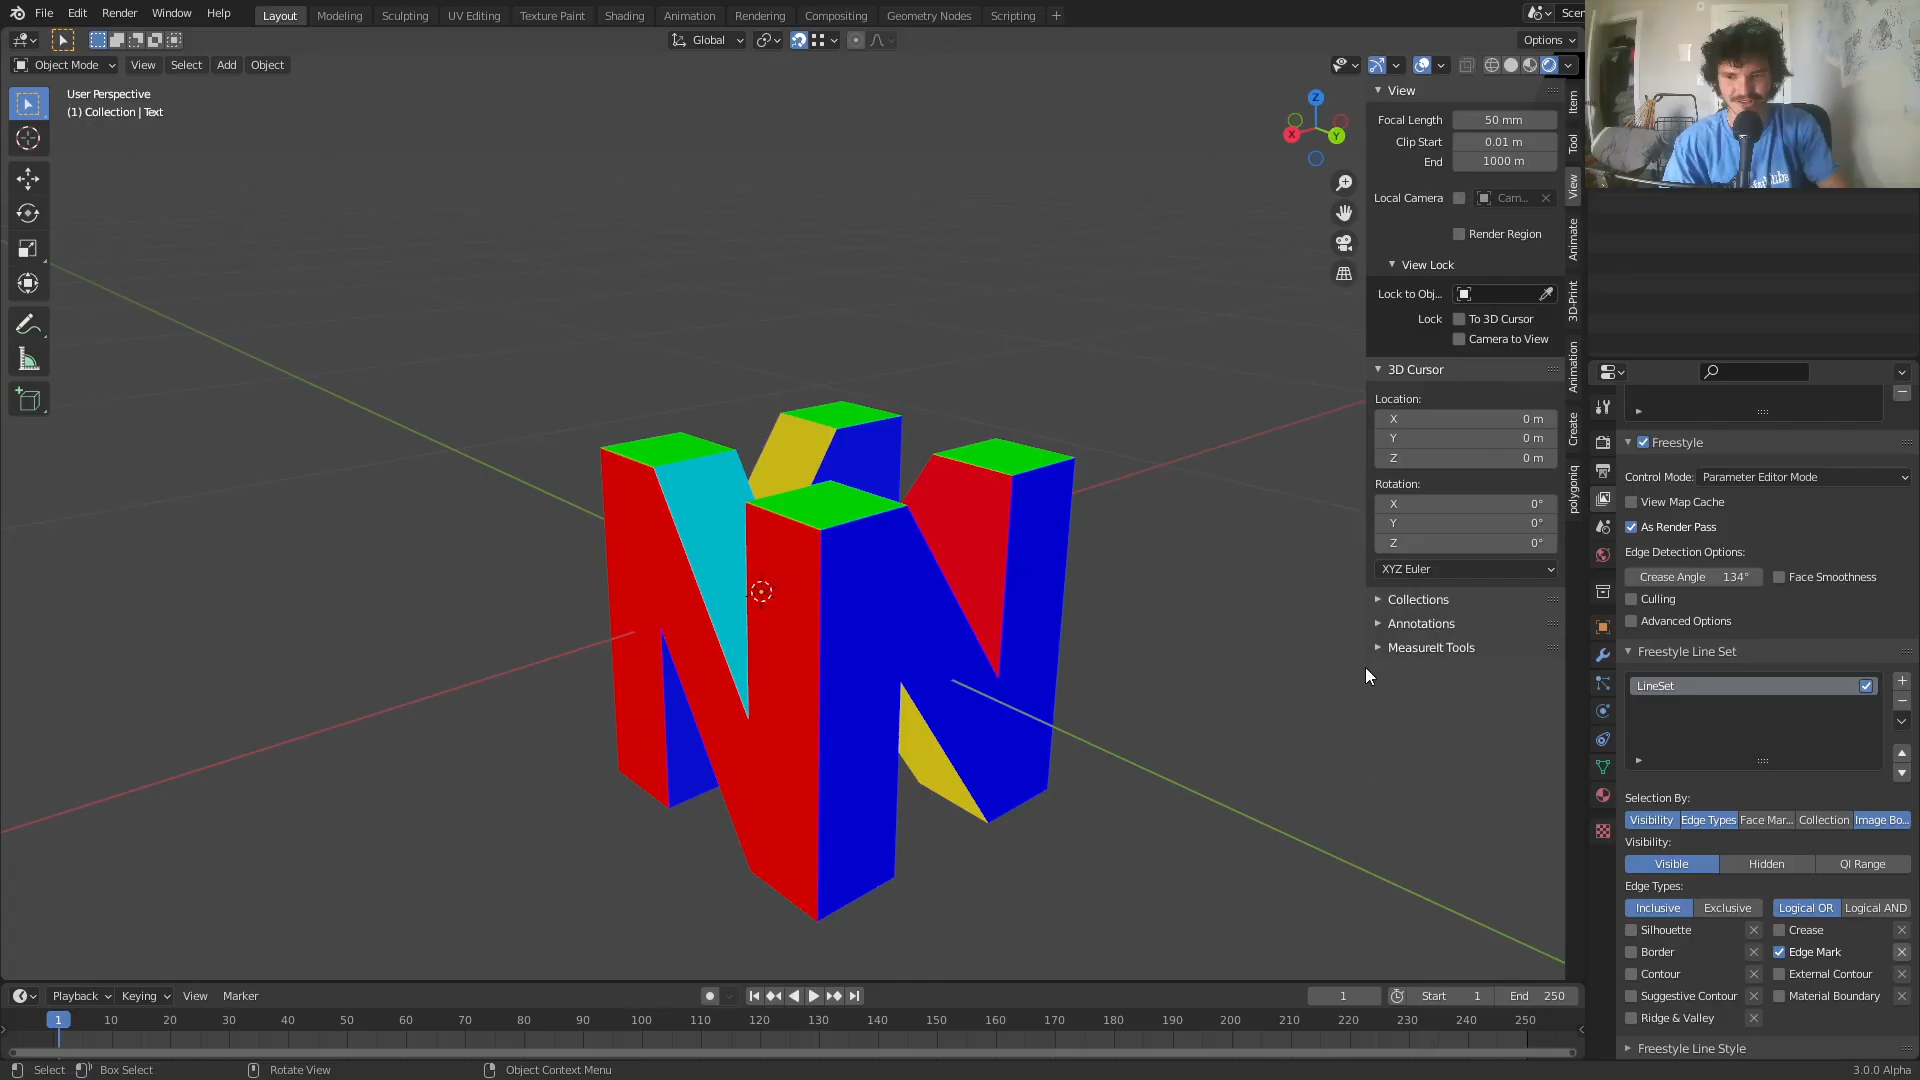 File Edit Render Window Help Layout Modeling Sculpting UV Editing Texture Paint Shading Animation Rendering Compositing Geometry Nodes Scripting + Scen
Global Options
Object Mode View Select Add Object
User Perspective
(1) Collection | Text
Z
X
Y
View
Focal Length 50 mm
Clip Start 0.01 m
End 1000 m
Local Camera Cam...
Render Region
View Lock
Lock to Obj...
Lock To 3D Cursor
Camera to View
3D Cursor
Location:
X 0 m
Y 0 m
Z 0 m
Rotation:
X 0°
Y 0°
Z 0°
XYZ Euler
Collections
Annotations
MeasureIt Tools
Item
Tool
View
Animate
3D-Print
Animation
Create
polygoniq
Freestyle
Control Mode: Parameter Editor Mode
View Map Cache
As Render Pass
Edge Detection Options:
Crease Angle 134° Face Smoothness
Culling
Advanced Options
Freestyle Line Set
LineSet
Selection By:
Visibility Edge Types Face Mar... Collection Image Bo...
Visibility:
Visible Hidden QI Range
Edge Types:
Inclusive Exclusive Logical OR Logical AND
Silhouette Crease
Border Edge Mark
Contour External Contour
Suggestive Contour Material Boundary
Ridge & Valley
Freestyle Line Style
Playback Keying View Marker 1 Start 1 End 250
1 10 20 30 40 50 60 70 80 90 100 110 120 130 140 150 160 170 180 190 200 210 220 230 240 250
Select Box Select Rotate View Object Context Menu 3.0.0 Alpha